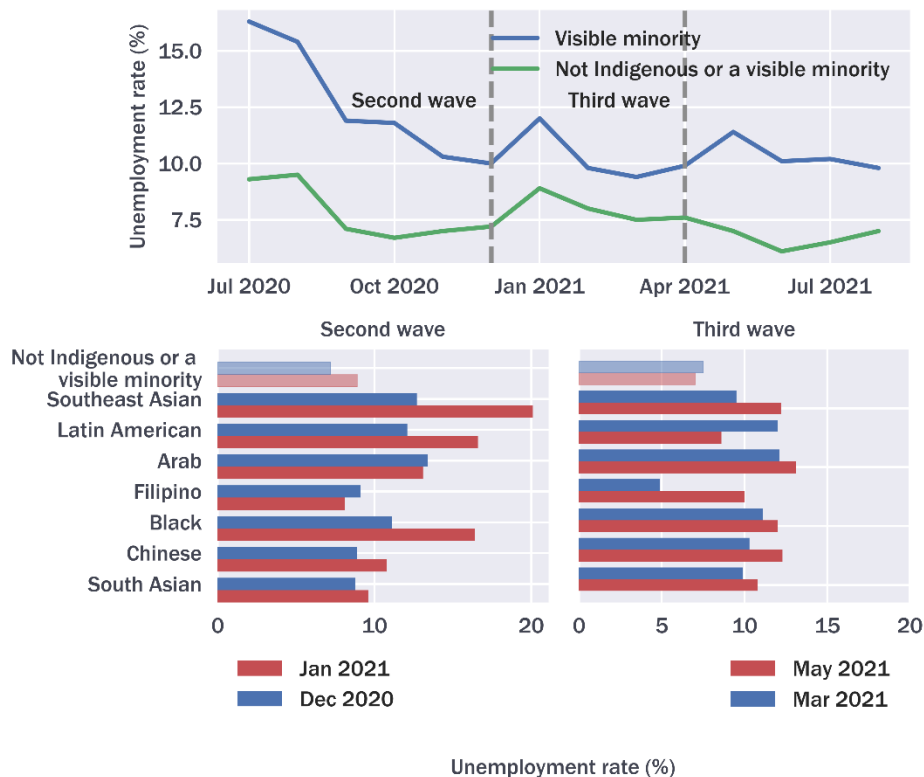 Unemployment rate (%)
15.0
12.5
10.0
7.5
Visible minority
Not Indigenous or a visible minority
Second wave
Third wave
Jul 2020
Oct 2020
Jan 2021
Apr 2021
Jul 2021
Second wave
Third wave
Not Indigenous or a
visible minority
Southeast Asian
Latin American
Arab
Filipino
Black
Chinese
South Asian
0
10
20
0
5
10
15
20
Jan 2021
Dec 2020
May 2021
Mar 2021
Unemployment rate (%)